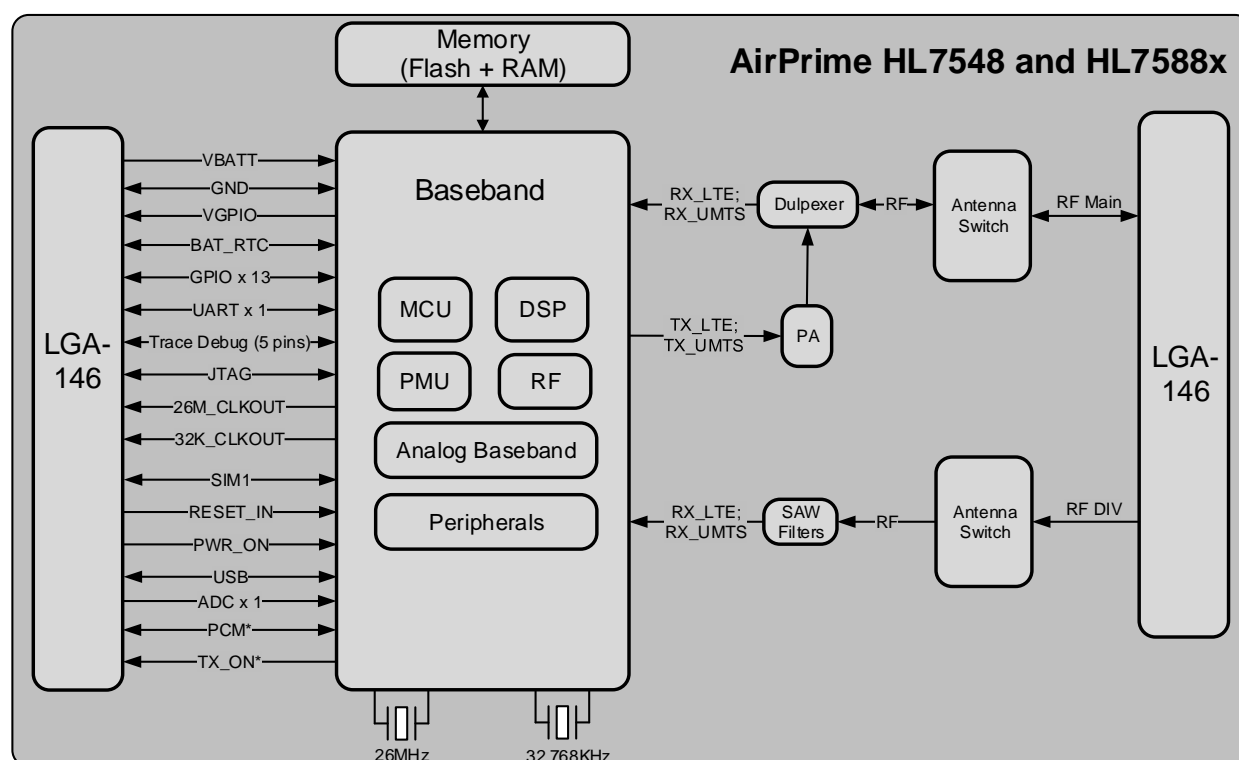 Memory
(Flash + RAM)
AirPrime HL7548 and HL7588x
LGA-
146
VBATT
GND
VGPIO
BAT_RTC
GPIO x 13
UART x 1
Trace Debug (5 pins)
JTAG
26M_CLKOUT
32K_CLKOUT
SIM1
RESET_IN
PWR_ON
USB
ADC x 1
PCM*
TX_ON*
Baseband
MCU
DSP
PMU
RF
Analog Baseband
Peripherals
26MHz
32.768KHz
RX_LTE;
RX_UMTS
Dulpexer
RF
Antenna
Switch
RF Main
TX_LTE;
TX_UMTS
PA
RX_LTE;
RX_UMTS
SAW
Filters
RF
Antenna
Switch
RF DIV
LGA-
146